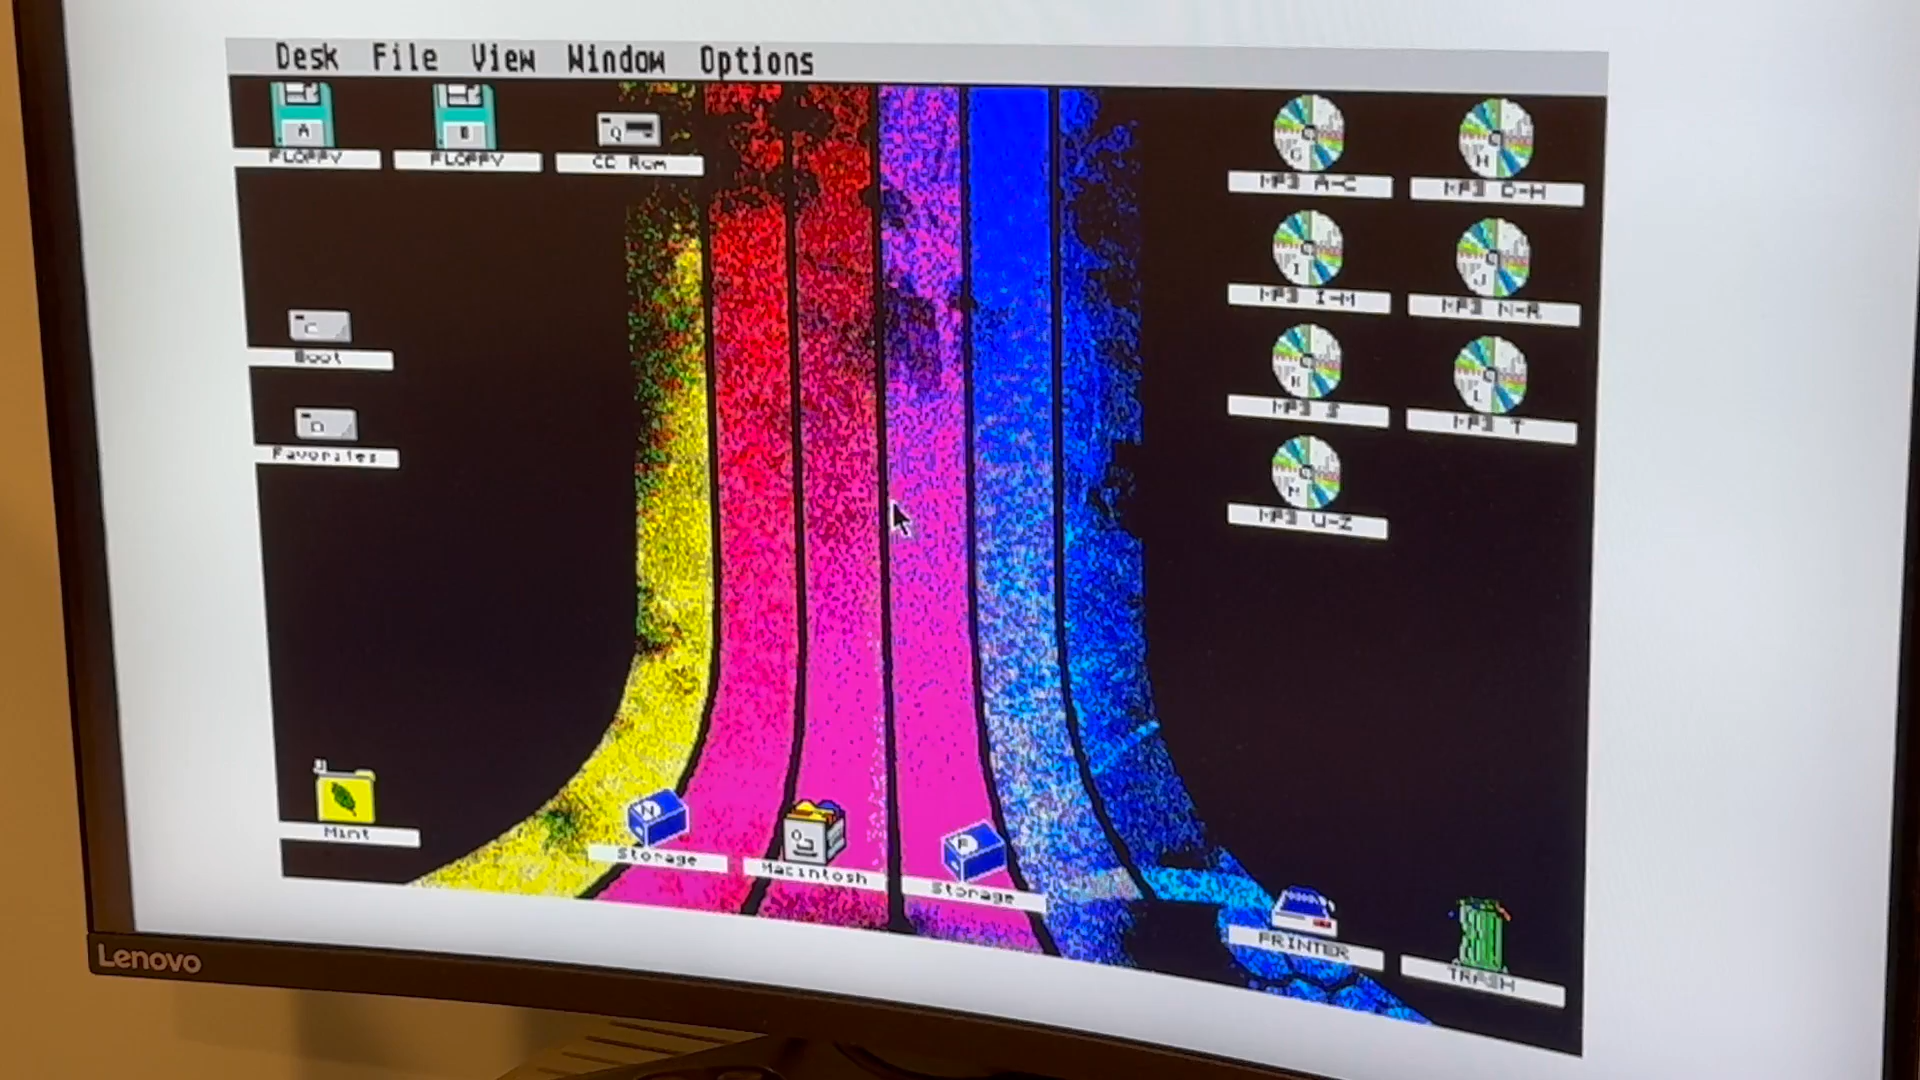 Desk File View Window Options
A
B
Q
FLOPPY
FLOPPY
CD Rom
G
H
MP3 A-C
MP3 D-H
I
J
MP3 I-M
MP3 N-R
C
Boot
K
L
MP3 S
MP3 T
D
Favorites
M
MP3 U-Z
Mint
N
Storage
Macintosh
P
Storage
PRINTER
TRASH
Lenovo